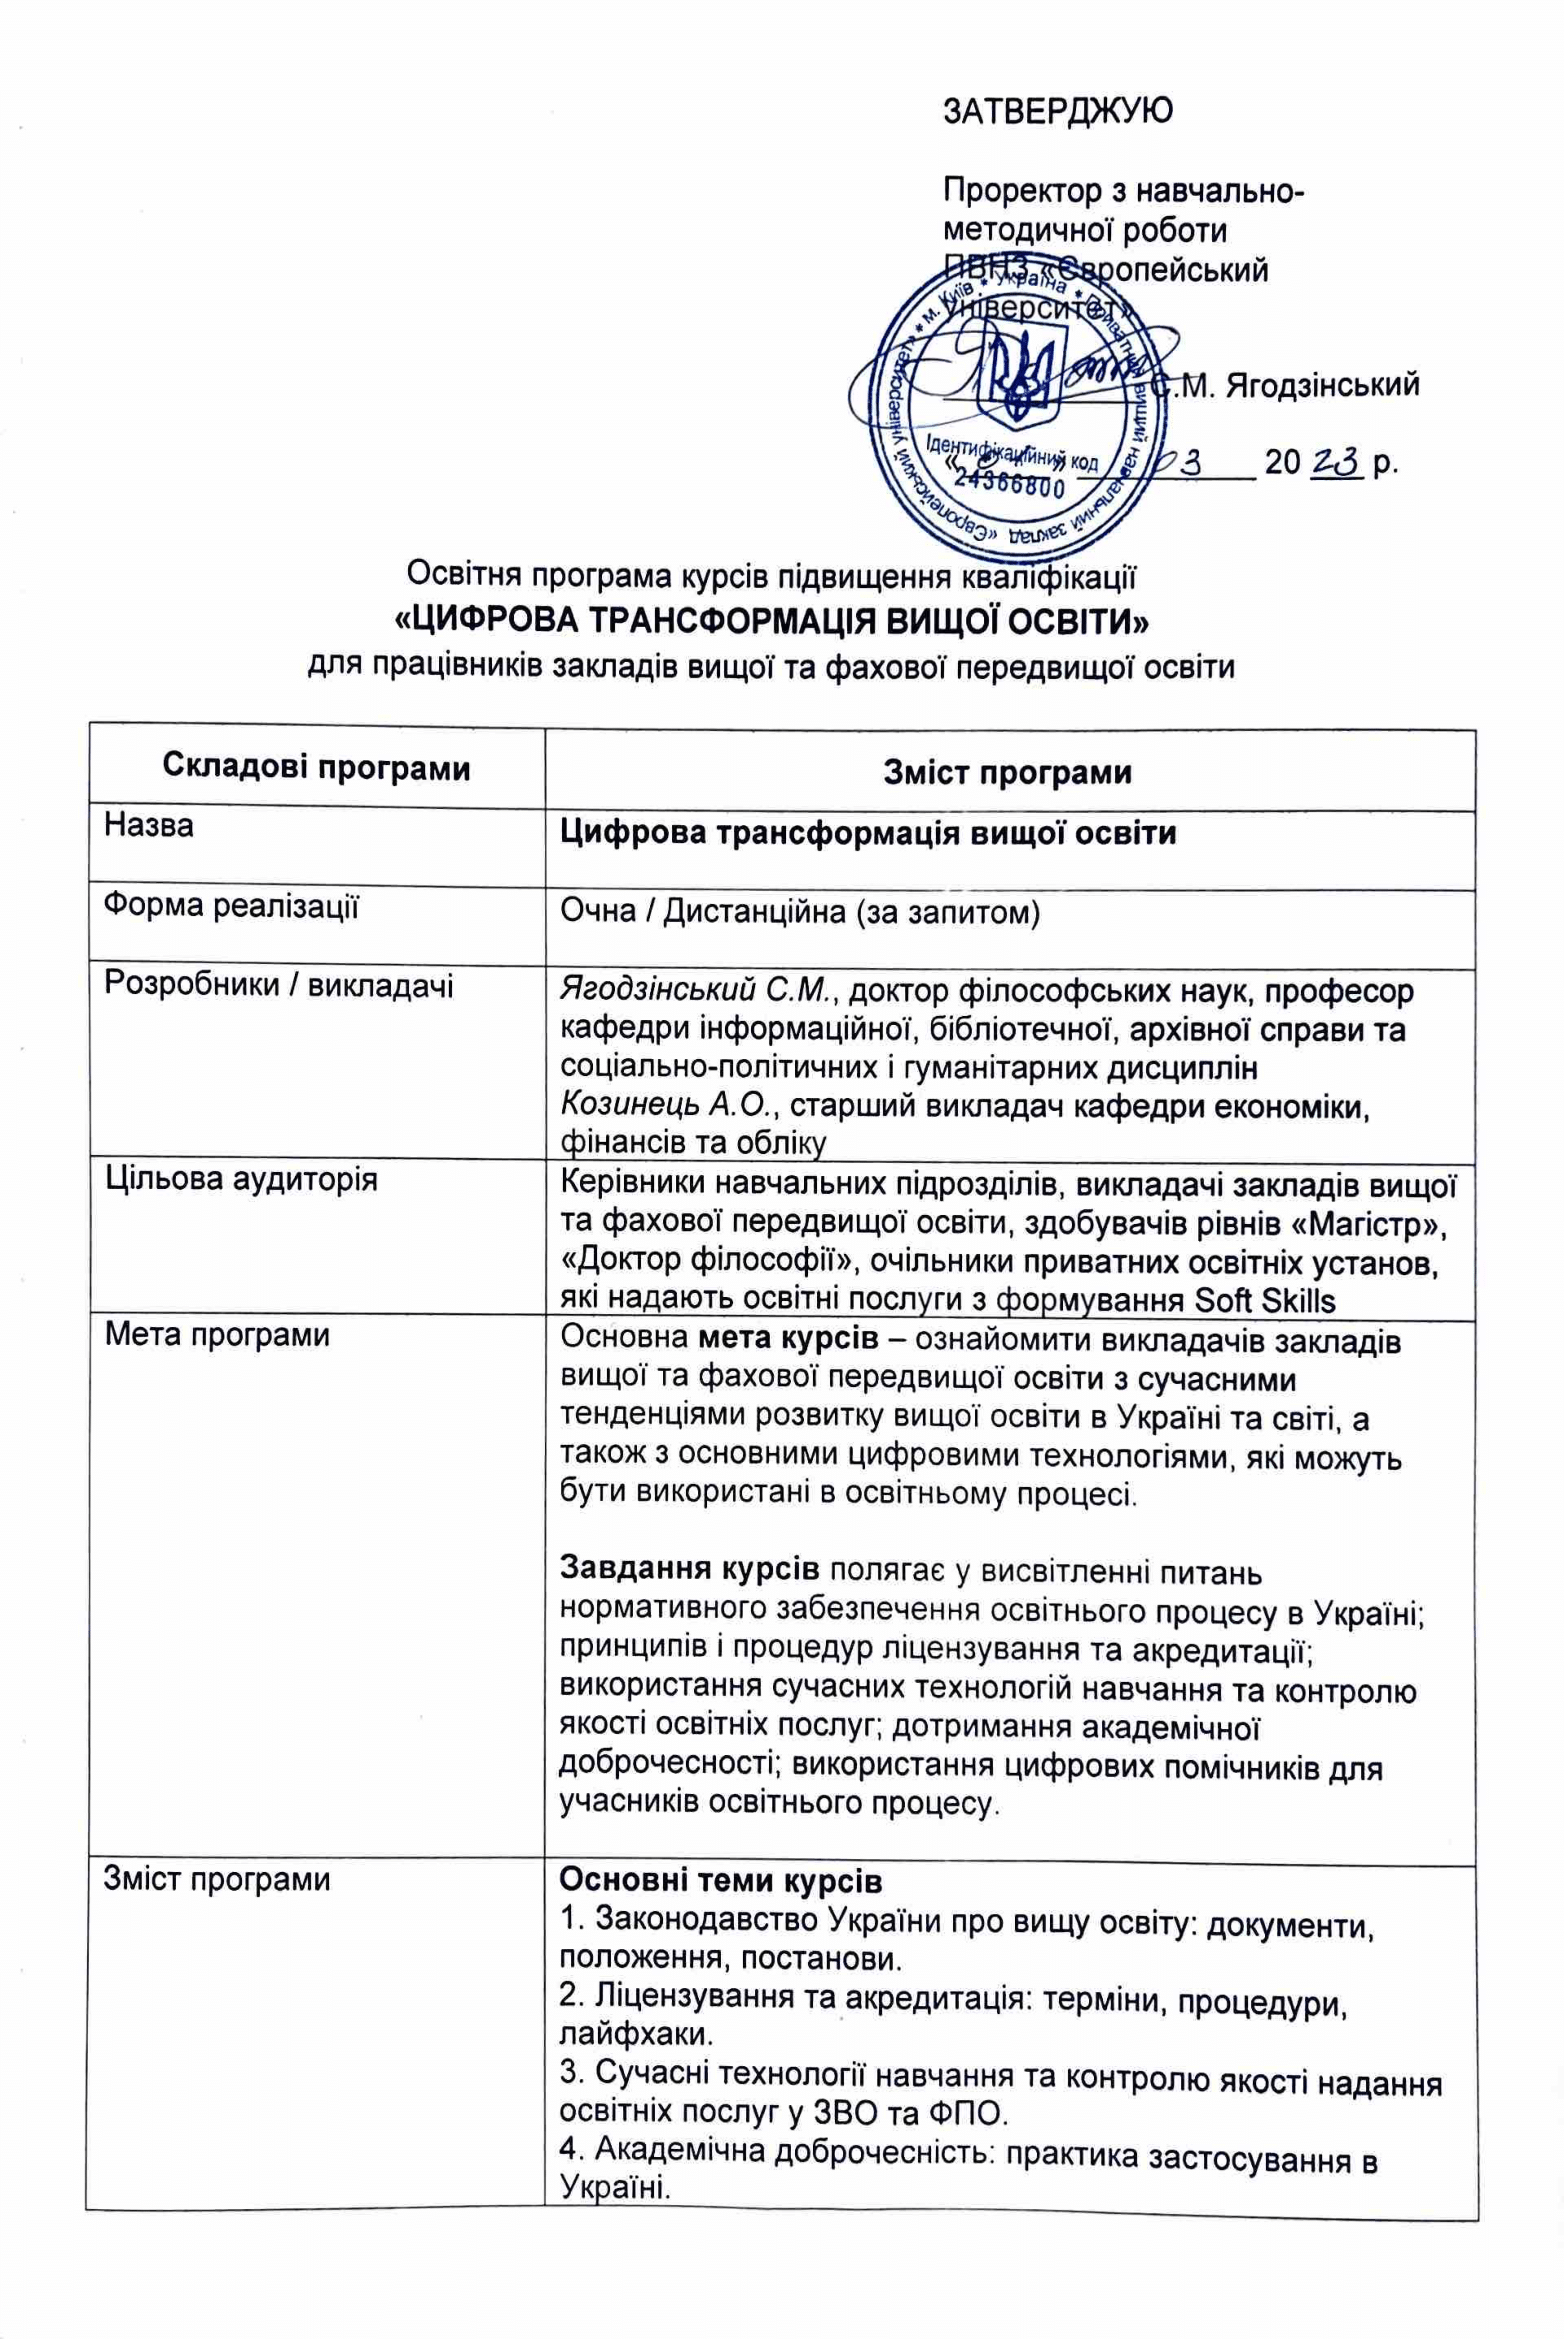 ЗАТВЕРДЖУЮ
Проректор з навчально-
методичної роботи
ПВНЗ «Європейський
університет»
С.М. Ягодзінський
« » 03 20 23 р.
м. Київ * Україна * Приватний вищий навчальний заклад «Європейський університет» *
Ідентифікаційний код
24366800
Освітня програма курсів підвищення кваліфікації
«ЦИФРОВА ТРАНСФОРМАЦІЯ ВИЩОЇ ОСВІТИ»
для працівників закладів вищої та фахової передвищої освіти
Складові програми
Зміст програми
Назва
Цифрова трансформація вищої освіти
Форма реалізації
Очна / Дистанційна (за запитом)
Розробники / викладачі
Ягодзінський С.М., доктор філософських наук, професор
кафедри інформаційної, бібліотечної, архівної справи та
соціально-політичних і гуманітарних дисциплін
Козинець А.О., старший викладач кафедри економіки,
фінансів та обліку
Цільова аудиторія
Керівники навчальних підрозділів, викладачі закладів вищої
та фахової передвищої освіти, здобувачів рівнів «Магістр»,
«Доктор філософії», очільники приватних освітніх установ,
які надають освітні послуги з формування Soft Skills
Мета програми
Основна мета курсів – ознайомити викладачів закладів
вищої та фахової передвищої освіти з сучасними
тенденціями розвитку вищої освіти в Україні та світі, а
також з основними цифровими технологіями, які можуть
бути використані в освітньому процесі.
Завдання курсів полягає у висвітленні питань
нормативного забезпечення освітнього процесу в Україні;
принципів і процедур ліцензування та акредитації;
використання сучасних технологій навчання та контролю
якості освітніх послуг; дотримання академічної
доброчесності; використання цифрових помічників для
учасників освітнього процесу.
Зміст програми
Основні теми курсів
1. Законодавство України про вищу освіту: документи,
положення, постанови.
2. Ліцензування та акредитація: терміни, процедури,
лайфхаки.
3. Сучасні технології навчання та контролю якості надання
освітніх послуг у ЗВО та ФПО.
4. Академічна доброчесність: практика застосування в
Україні.